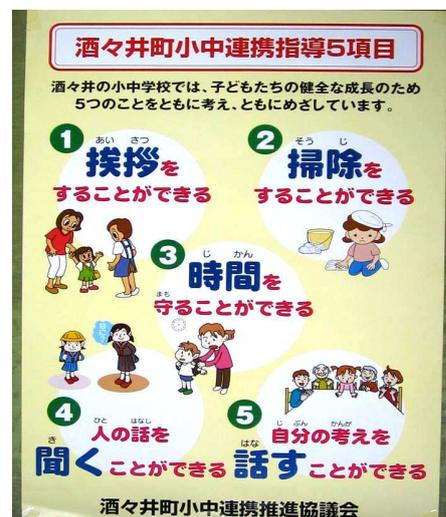 酒々井町小中連携指導5項目
酒々井の小中学校では、子どもたちの健全な成長のため
5つのことをともに考え、ともにめざしています。
1
あい さつ
挨拶を
することができる
2
そう じ
掃除を
することができる
3
じ かん
時間を
まも
守ることができる
4
ひと はなし
人の話を
き
聞くことができる
5
じ ぶん かんが
自分の考えを
はな
話すことができる
酒々井町小中連携推進協議会